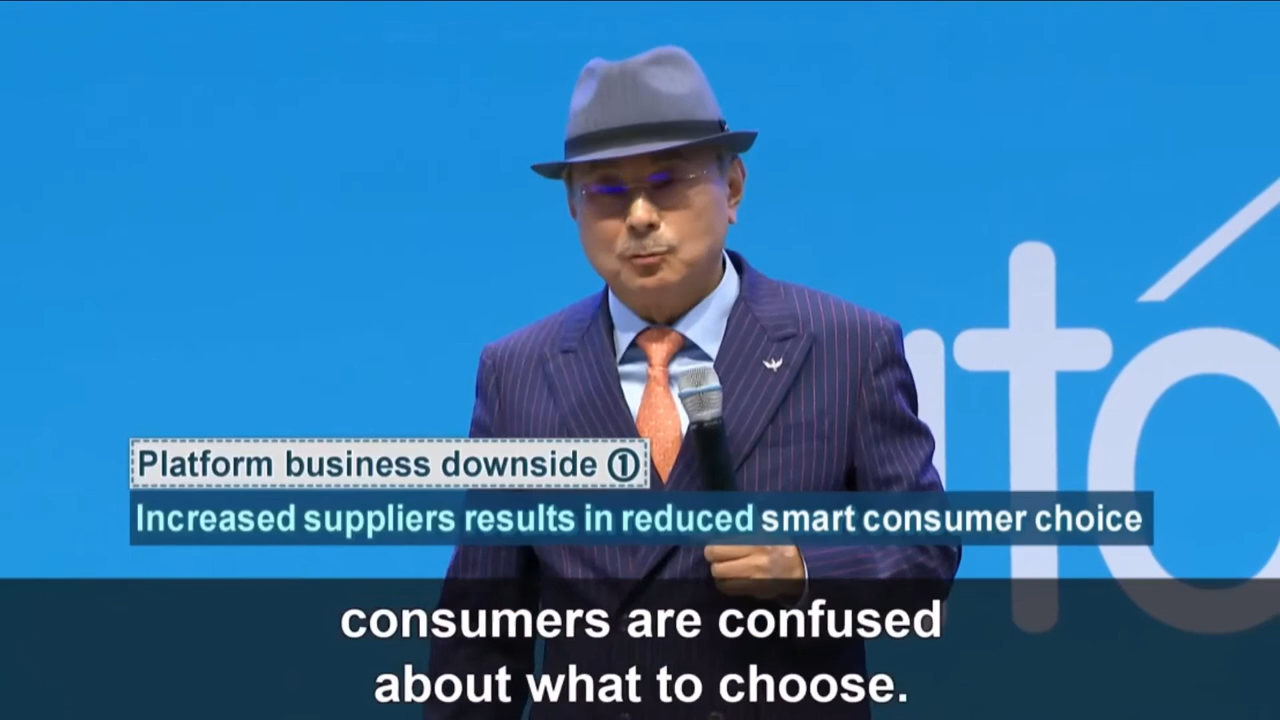 tó
Platform business downside ①
Increased suppliers results in reduced smart consumer choice
consumers are confused
about what to choose.